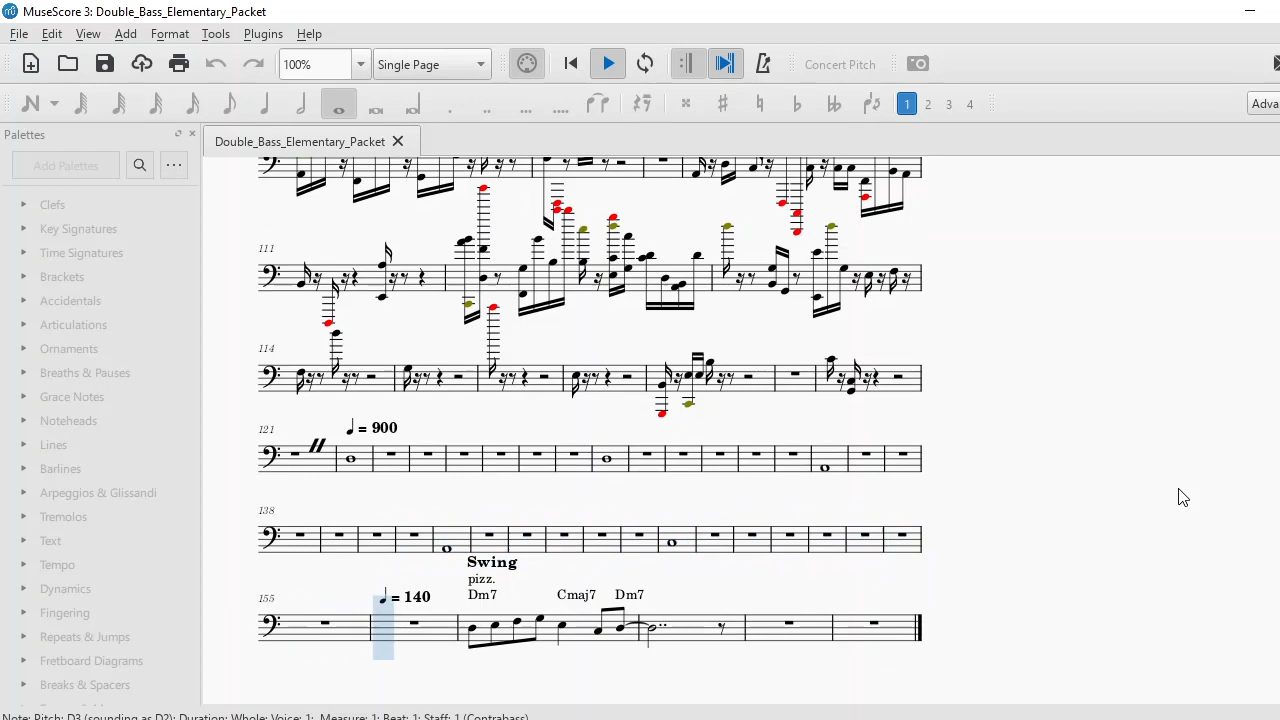 MuseScore 3: Double_Bass_Elementary_Packet
File Edit View Add Format Tools Plugins Help
100% Single Page Concert Pitch
1 2 3 4 Adva
Palettes
Double_Bass_Elementary_Packet
Add Palettes
Clefs
Key Signatures
Time Signatures
Brackets
Accidentals
Articulations
Ornaments
Breaths & Pauses
Grace Notes
Noteheads
Lines
Barlines
Arpeggios & Glissandi
Tremolos
Text
Tempo
Dynamics
Fingering
Repeats & Jumps
Fretboard Diagrams
Breaks & Spacers
111
114
121
= 900
138
Swing
pizz.
Dm7 Cmaj7 Dm7
155
= 140
Note; Pitch: D3 (sounding as D2); Duration: Whole; Voice: 1; Measure: 1; Beat: 1; Staff: 1 (Contrabass)